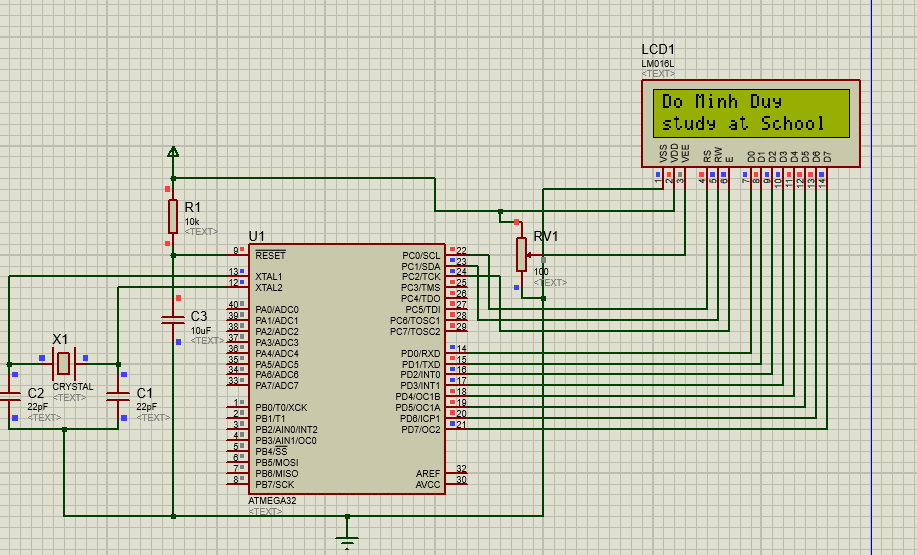 LCD1
LM016L
<TEXT>
Do Minh Duy
study at School
VSS VDD VEE RS RW E D0 D1 D2 D3 D4 D5 D6 D7
1 2 3 4 5 6 7 8 9 10 11 12 13 14
R1
10k
<TEXT>
RV1
100
<TEXT>
C3
10uF
<TEXT>
X1
CRYSTAL
<TEXT>
C2
22pF
<TEXT>
C1
22pF
<TEXT>
U1
9 RESET PC0/SCL 22
PC1/SDA 23
13 XTAL1 PC2/TCK 24
12 XTAL2 PC3/TMS 25
PC4/TDO 26
40 PA0/ADC0 PC5/TDI 27
39 PA1/ADC1 PC6/TOSC1 28
38 PA2/ADC2 PC7/TOSC2 29
37 PA3/ADC3
36 PA4/ADC4 PD0/RXD 14
35 PA5/ADC5 PD1/TXD 15
34 PA6/ADC6 PD2/INT0 16
33 PA7/ADC7 PD3/INT1 17
PD4/OC1B 18
1 PB0/T0/XCK PD5/OC1A 19
2 PB1/T1 PD6/ICP1 20
3 PB2/AIN0/INT2 PD7/OC2 21
4 PB3/AIN1/OC0
5 PB4/SS
6 PB5/MOSI
7 PB6/MISO AREF 32
8 PB7/SCK AVCC 30
ATMEGA32
<TEXT>